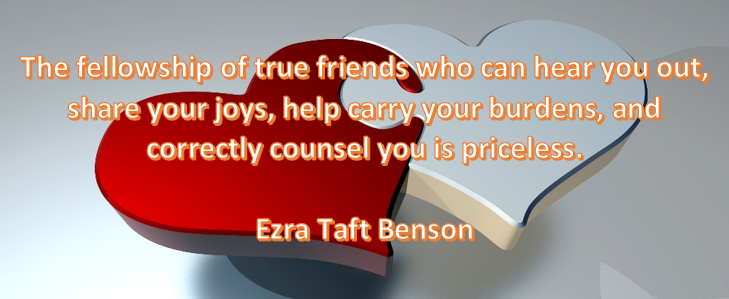 The fellowship of true friends who can hear you out,
share your joys, help carry your burdens, and
correctly counsel you is priceless.
Ezra Taft Benson